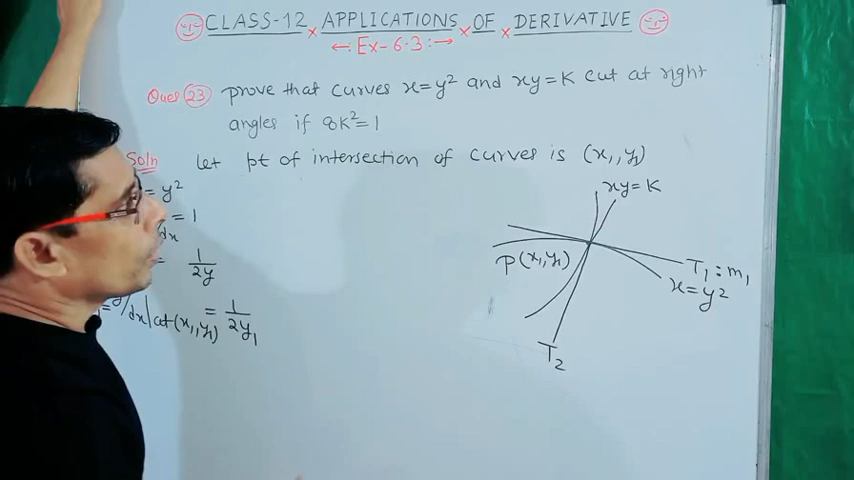 CLASS-12 × APPLICATIONS × OF × DERIVATIVE
←: Ex-6.3 :→
Ques 23 prove that curves x=y² and xy=K cut at right
angles if 8K²=1
Soln let pt of intersection of curves is (x₁,y₁)
= y²
dx = 1
= 1/2y
dx|at(x₁,y₁) = 1/2y₁
xy=K
P(x₁,y₁)
T₁:m₁
x=y²
T₂